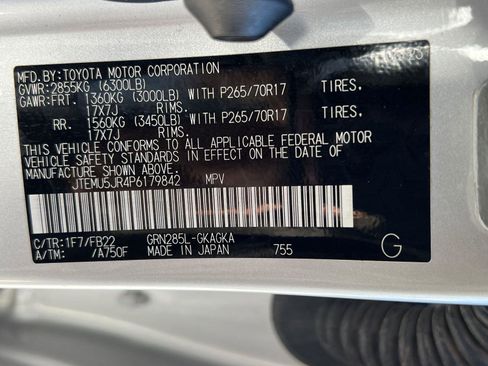 MFD.BY:TOYOTA MOTOR CORPORATION
GVWR:2855KG (6300LB)
GAWR:FRT. 1360KG (3000LB) WITH P265/70R17 TIRES.
17X7J RIMS.
RR. 1560KG (3450LB) WITH P265/70R17 TIRES.
17X7J RIMS.
THIS VEHICLE CONFORMS TO ALL APPLICABLE FEDERAL MOTOR
VEHICLE SAFETY STANDARDS IN EFFECT ON THE DATE OF
MANUFACTURE SHOWN ABOVE.
JTEMU5JR4P6179842 MPV
C/TR:1F7/FB22 GRN285L-GKAGKA
A/TM: /A750F MADE IN JAPAN 755
G